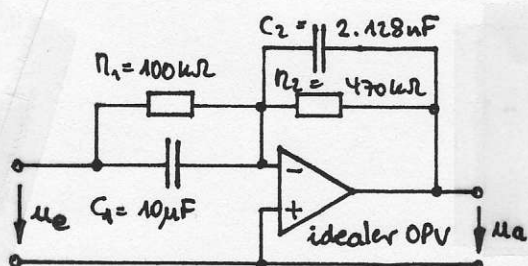 C₂= 2.128nF
R₁=100kΩ
R₂= 470kΩ
-
+
uₑ
C₁= 10µF
idealer OPV
uₐ